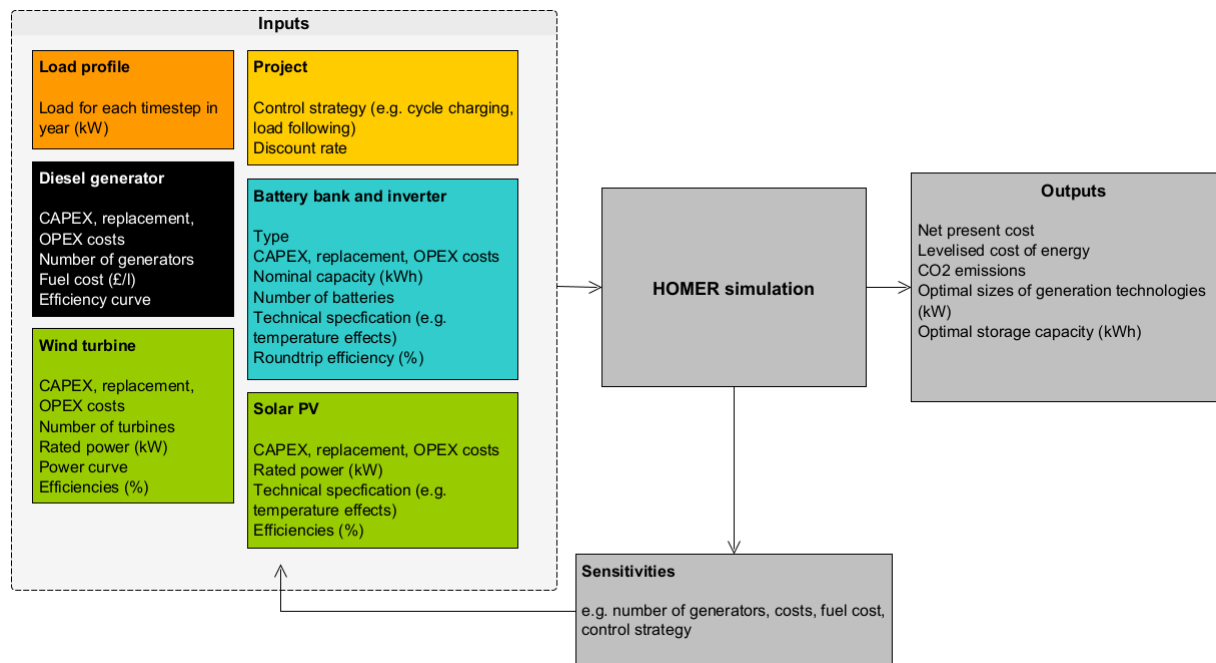 Inputs
Load profile
Load for each timestep in
year (kW)
Diesel generator
CAPEX, replacement,
OPEX costs
Number of generators
Fuel cost (£/l)
Efficiency curve
Wind turbine
CAPEX, replacement,
OPEX costs
Number of turbines
Rated power (kW)
Power curve
Efficiencies (%)
Project
Control strategy (e.g. cycle charging,
load following)
Discount rate
Battery bank and inverter
Type
CAPEX, replacement, OPEX costs
Nominal capacity (kWh)
Number of batteries
Technical specfication (e.g.
temperature effects)
Roundtrip efficiency (%)
Solar PV
CAPEX, replacement, OPEX costs
Rated power (kW)
Technical specfication (e.g.
temperature effects)
Efficiencies (%)
HOMER simulation
Outputs
Net present cost
Levelised cost of energy
CO2 emissions
Optimal sizes of generation technologies
(kW)
Optimal storage capacity (kWh)
Sensitivities
e.g. number of generators, costs, fuel cost,
control strategy